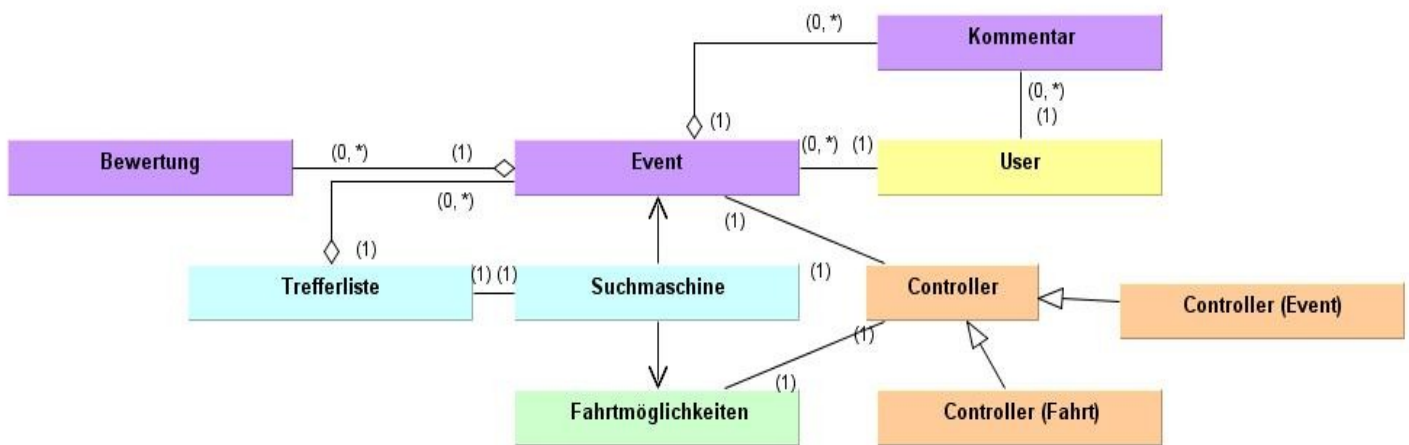 (0, *)
Kommentar
(0, *)
(1)
(1)
Bewertung
(0, *)
(1)
Event
(0, *)
(1)
User
(0, *)
(1)
(1)
Trefferliste
(1) (1)
Suchmaschine
(1)
Controller
Controller (Event)
(1)
(1)
Fahrtmöglichkeiten
Controller (Fahrt)